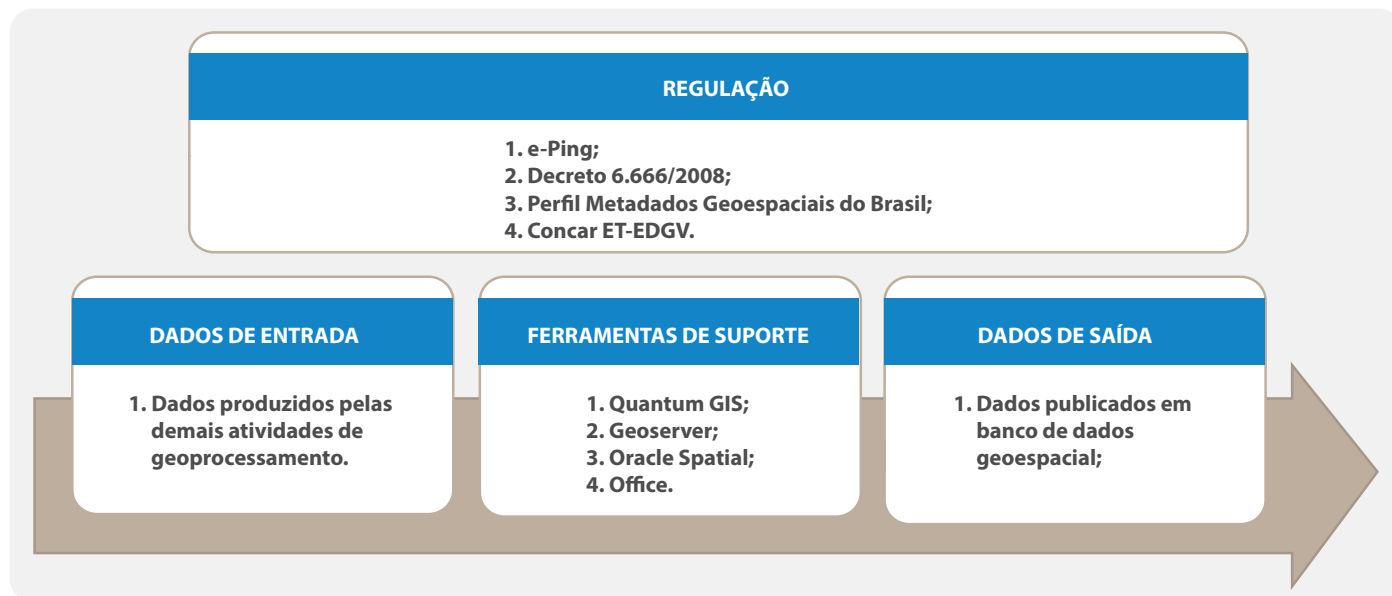 REGULAÇÃO
1. e-Ping;
2. Decreto 6.666/2008;
3. Perfil Metadados Geoespaciais do Brasil;
4. Concar ET-EDGV.
DADOS DE ENTRADA
1. Dados produzidos pelas
demais atividades de
geoprocessamento.
FERRAMENTAS DE SUPORTE
1. Quantum GIS;
2. Geoserver;
3. Oracle Spatial;
4. Office.
DADOS DE SAÍDA
1. Dados publicados em
banco de dados
geoespacial;